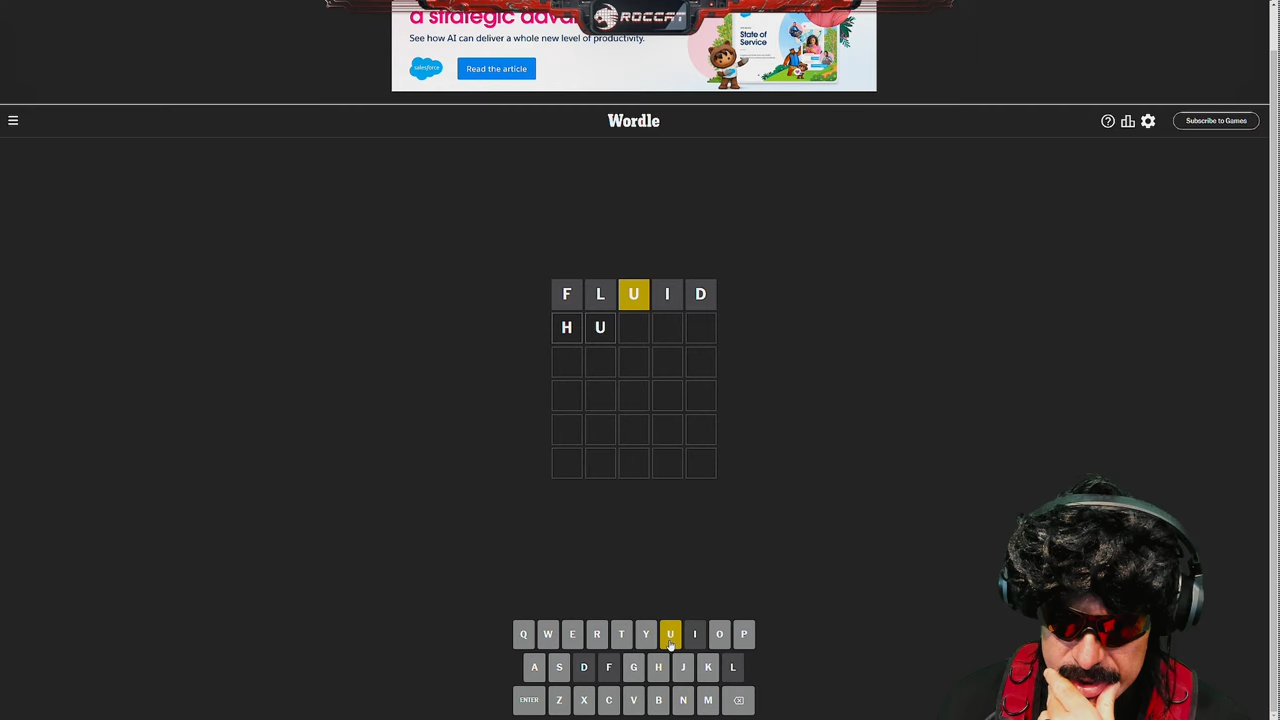 ROCCAT
a strategic adva
See how AI can deliver a whole new level of productivity.
salesforce
Read the article
State of
Service
Wordle
?
Subscribe to Games
F L U I D
H U
Q W E R T Y U I O P
A S D F G H J K L
ENTER Z X C V B N M